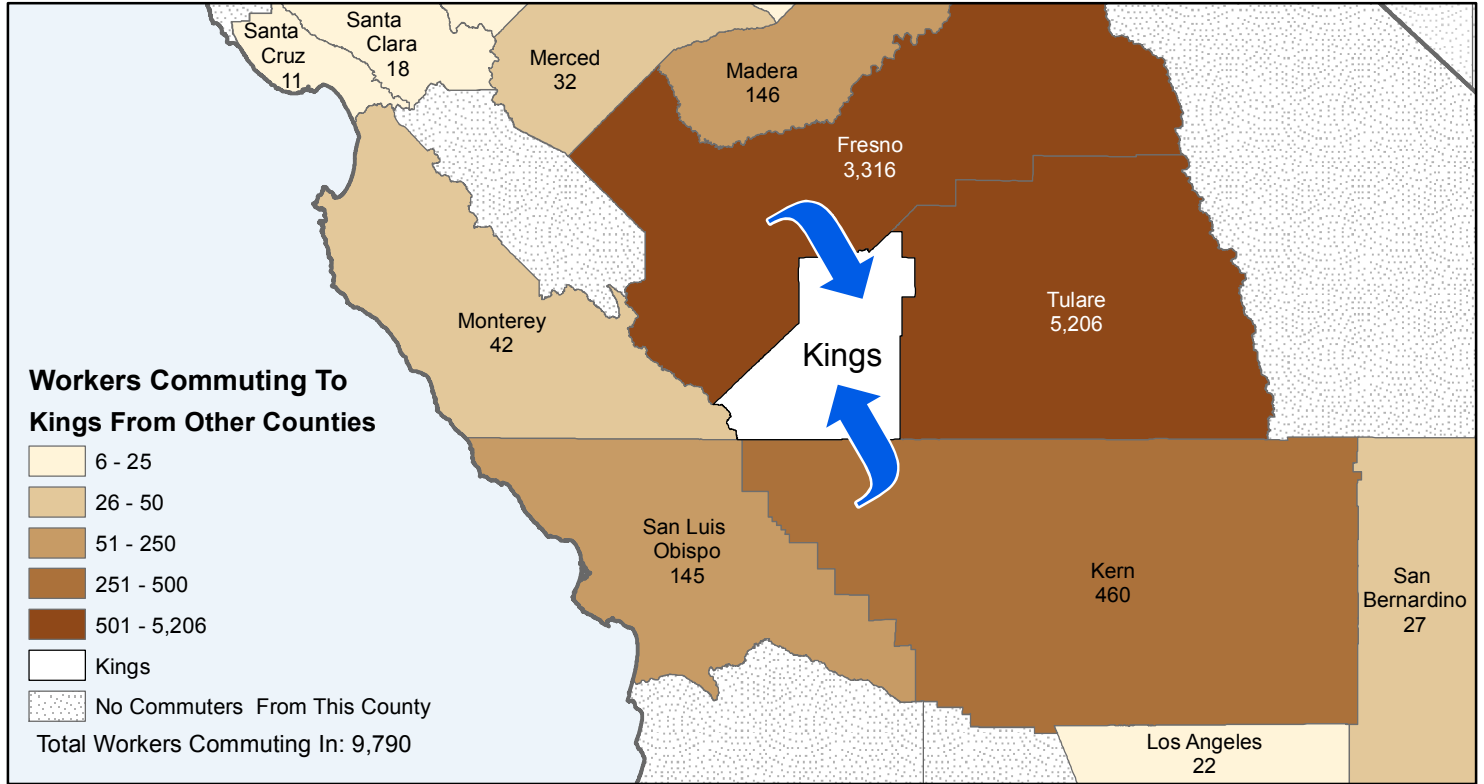 Santa
Cruz
11
Santa
Clara
18
Merced
32
Madera
146
Fresno
3,316
Tulare
5,206
Monterey
42
Kings
San Luis
Obispo
145
Kern
460
San
Bernardino
27
Los Angeles
22
Workers Commuting To
Kings From Other Counties
6 - 25
26 - 50
51 - 250
251 - 500
501 - 5,206
Kings
No Commuters From This County
Total Workers Commuting In: 9,790